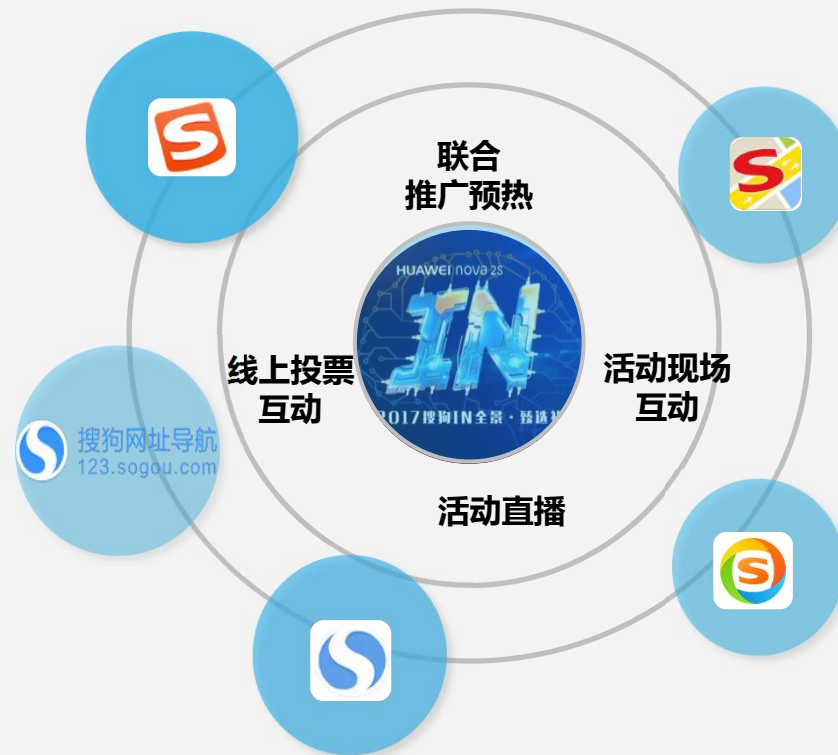 联合
推广预热
HUAWEI nova 2S
IN
2017搜狗IN全景·臻选
线上投票
互动
活动现场
互动
搜狗网址导航
123.sogou.com
活动直播